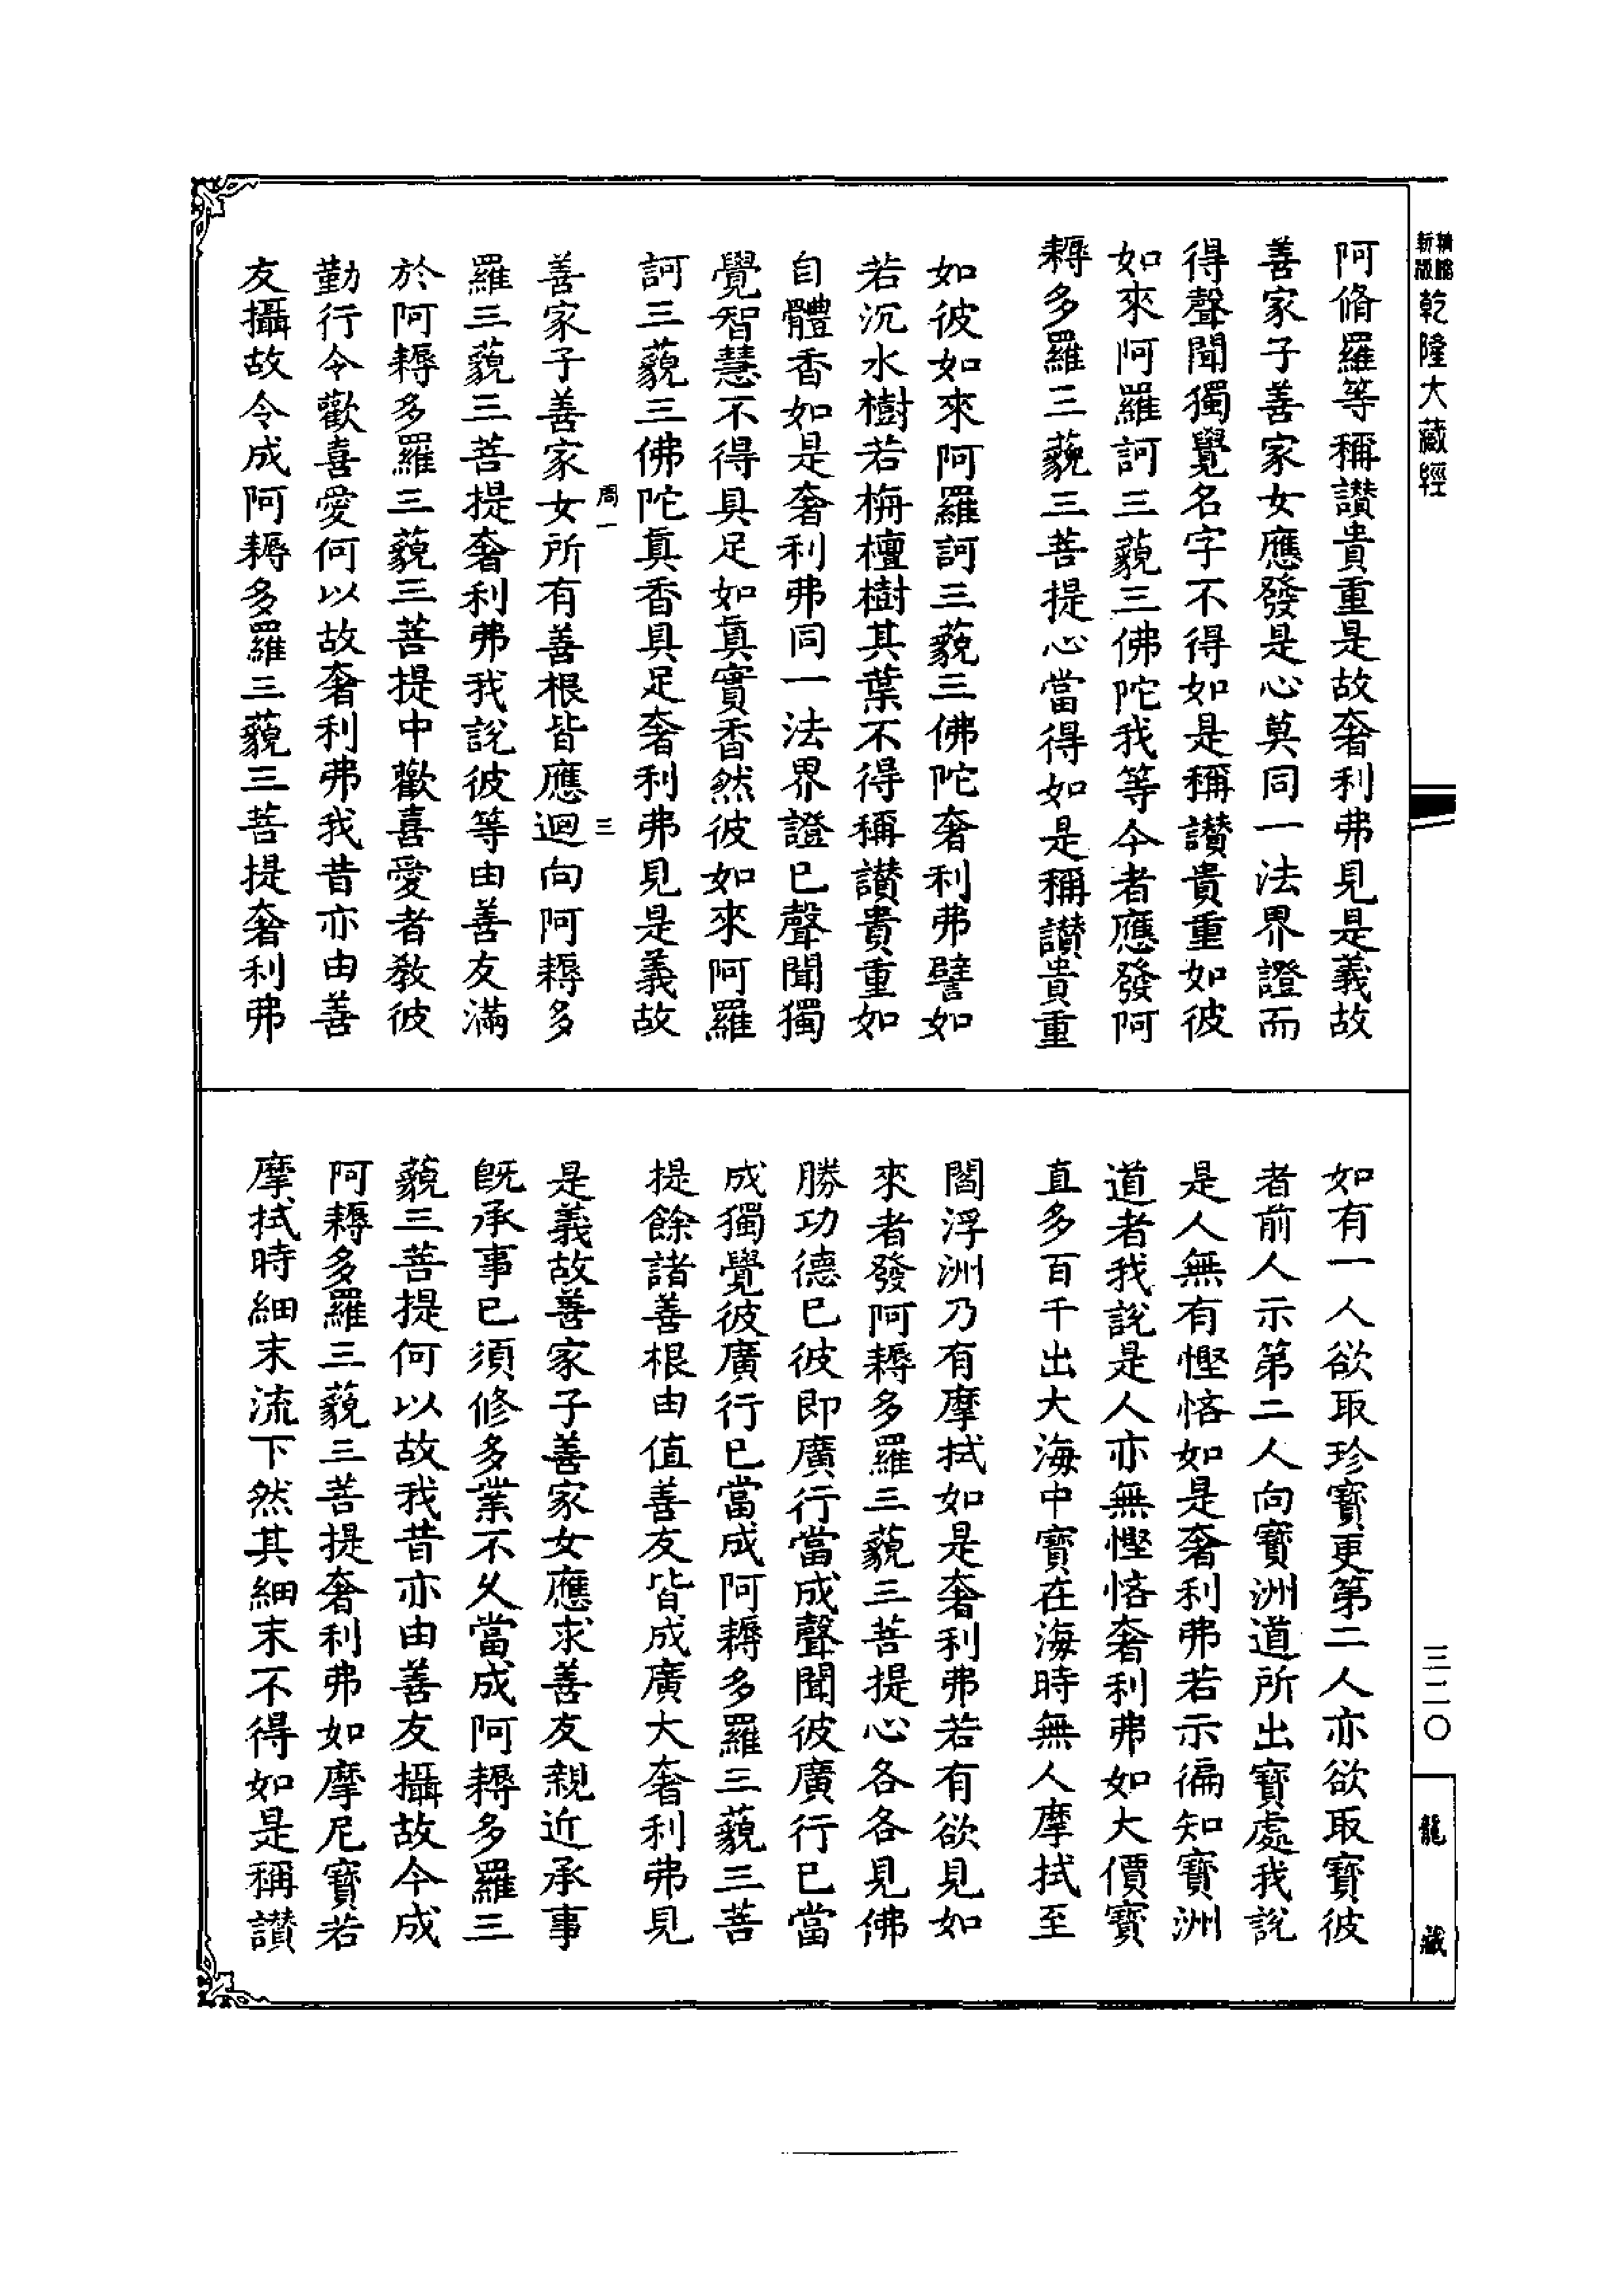 乾隆大藏經
阿脩羅等稱讃貴重是故奢利弗見是義故
善家子善家女應發是心莫同一法界證而
得聲聞獨覺名字不得如是稱讃貴重如彼
如來阿羅訶三藐三佛陀我等今者應發阿
耨多羅三藐三菩提心當得如是稱讃貴重
如彼如來阿羅訶三藐三佛陀奢利弗譬如
若沉水樹若栴檀樹其葉不得稱讃貴重如
自體香如是奢利弗同一法界證已聲聞獨
覺智慧不得具足如眞實香然彼如來阿羅
訶三藐三佛陀眞香具足奢利弗見是義故
周一
三
善家子善家女所有善根皆應迴向阿耨多
羅三藐三菩提奢利弗我說彼等由善友滿
於阿耨多羅三藐三菩提中歡喜愛者教彼
勤行令歡喜愛何以故奢利弗我昔亦由善
友攝故令成阿耨多羅三藐三菩提奢利弗
如有一人欲取珍寶更第二人亦欲取寶彼
者前人示第二人向寶洲道所出寶處我說
是人無有慳悋如是奢利弗若示徧知寶洲
道者我說是人亦無慳悋奢利弗如大價寶
直多百千出大海中寶在海時無人摩拭至
閻浮洲乃有摩拭如是奢利弗若有欲見如
來者發阿耨多羅三藐三菩提心各各見佛
勝功德已彼即廣行當成聲聞彼廣行已當
成獨覺彼廣行已當成阿耨多羅三藐三菩
提餘諸善根由值善友皆成廣大奢利弗見
是義故善家子善家女應求善友親近承事
旣承事已須修多業不久當成阿耨多羅三
藐三菩提何以故我昔亦由善友攝故今成
阿耨多羅三藐三菩提奢利弗如摩尼寶若
摩拭時細末流下然其細末不得如是稱讃
三二〇
龍藏